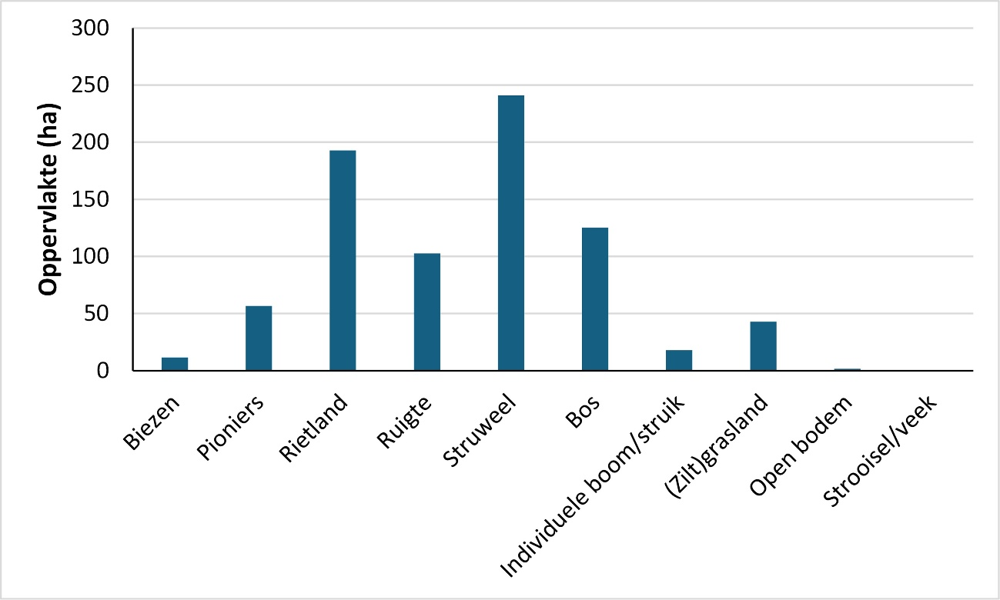 Oppervlakte (ha)
300
250
200
150
100
50
0
Biezen
Pioniers
Rietland
Ruigte
Struweel
Bos
Individuele boom/struik
(Zilt)grasland
Open bodem
Strooisel/veek